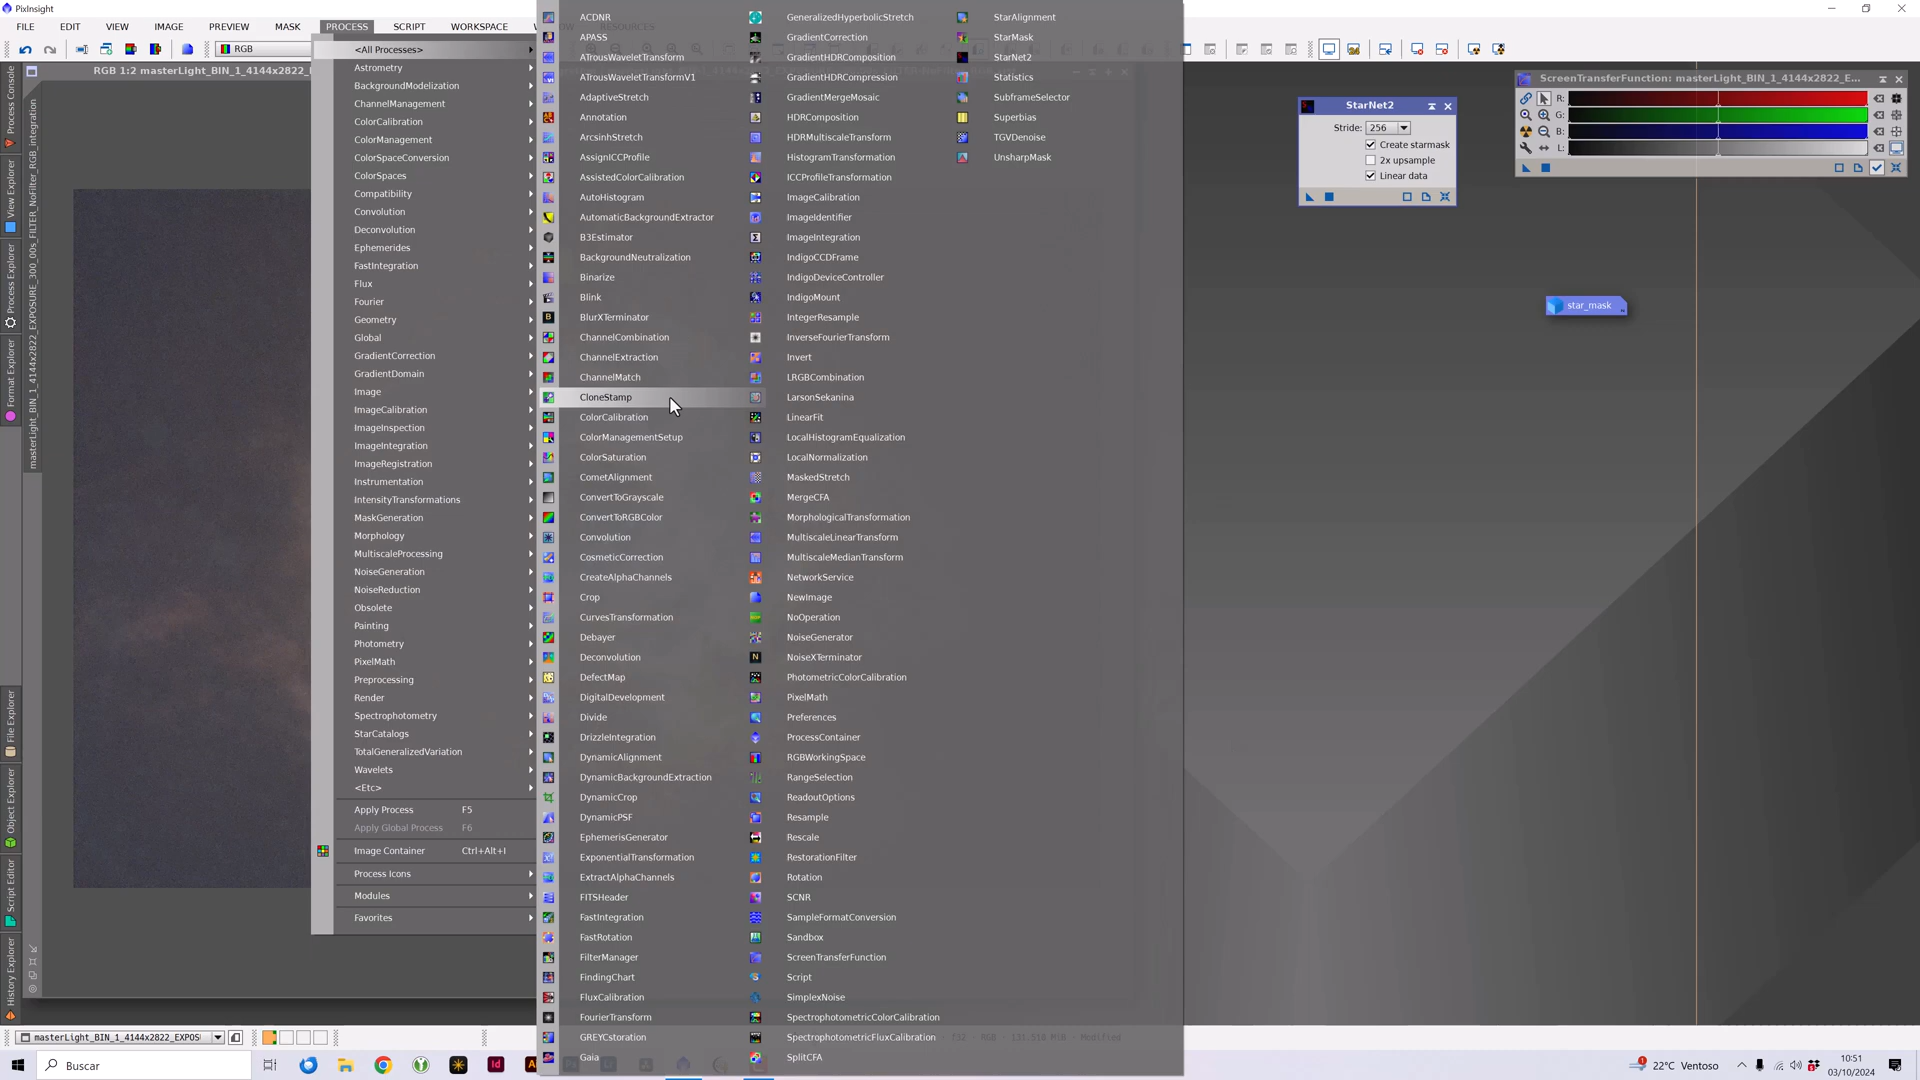 PixInsight
FILE
EDIT
VIEW
IMAGE
PREVIEW
MASK
PROCESS
SCRIPT
WORKSPACE
RESOURCES
RGB
RGB 1:2 masterLight_BIN_1_4144x2822_
masterLight_BIN_1_4144x2822_EXPOSURE_300_00s_FILTER_NoFilter_RGB_integration
Process Console
View Explorer
Process Explorer
Format Explorer
File Explorer
Object Explorer
Script Editor
History Explorer
<All Processes>
Astrometry
BackgroundModelization
ChannelManagement
ColorCalibration
ColorManagement
ColorSpaceConversion
ColorSpaces
Compatibility
Convolution
Deconvolution
Ephemerides
FastIntegration
Flux
Fourier
Geometry
Global
GradientCorrection
GradientDomain
Image
ImageCalibration
ImageInspection
ImageIntegration
ImageRegistration
Instrumentation
IntensityTransformations
MaskGeneration
Morphology
MultiscaleProcessing
NoiseGeneration
NoiseReduction
Obsolete
Painting
Photometry
PixelMath
Preprocessing
Render
Spectrophotometry
StarCatalogs
TotalGeneralizedVariation
Wavelets
<Etc>
Apply Process F5
Apply Global Process F6
Image Container Ctrl+Alt+I
Process Icons
Modules
Favorites
ACDNR
APASS
ATrousWaveletTransform
ATrousWaveletTransformV1
AdaptiveStretch
Annotation
ArcsinhStretch
AssignICCProfile
AssistedColorCalibration
AutoHistogram
AutomaticBackgroundExtractor
B3Estimator
BackgroundNeutralization
Binarize
Blink
BlurXTerminator
ChannelCombination
ChannelExtraction
ChannelMatch
CloneStamp
ColorCalibration
ColorManagementSetup
ColorSaturation
CometAlignment
ConvertToGrayscale
ConvertToRGBColor
Convolution
CosmeticCorrection
CreateAlphaChannels
Crop
CurvesTransformation
Debayer
Deconvolution
DefectMap
DigitalDevelopment
Divide
DrizzleIntegration
DynamicAlignment
DynamicBackgroundExtraction
DynamicCrop
DynamicPSF
EphemerisGenerator
ExponentialTransformation
ExtractAlphaChannels
FITSHeader
FastIntegration
FastRotation
FilterManager
FindingChart
FluxCalibration
FourierTransform
GREYCstoration
Gaia
GeneralizedHyperbolicStretch
GradientCorrection
GradientHDRComposition
GradientHDRCompression
GradientMergeMosaic
HDRComposition
HDRMultiscaleTransform
HistogramTransformation
ICCProfileTransformation
ImageCalibration
ImageIdentifier
ImageIntegration
IndigoCCDFrame
IndigoDeviceController
IndigoMount
IntegerResample
InverseFourierTransform
Invert
LRGBCombination
LarsonSekanina
LinearFit
LocalHistogramEqualization
LocalNormalization
MaskedStretch
MergeCFA
MorphologicalTransformation
MultiscaleLinearTransform
MultiscaleMedianTransform
NetworkService
NewImage
NoOperation
NoiseGenerator
NoiseXTerminator
PhotometricColorCalibration
PixelMath
Preferences
ProcessContainer
RGBWorkingSpace
RangeSelection
ReadoutOptions
Resample
Rescale
RestorationFilter
Rotation
SCNR
SampleFormatConversion
Sandbox
ScreenTransferFunction
Script
SimplexNoise
SpectrophotometricColorCalibration
SpectrophotometricFluxCalibration
SplitCFA
StarAlignment
StarMask
StarNet2
Statistics
SubframeSelector
Superbias
TGVDenoise
UnsharpMask
StarNet2
Stride: 256
Create starmask
2x upsample
Linear data
ScreenTransferFunction: masterLight_BIN_1_4144x2822_E...
R:
G:
B:
L:
star_mask
masterLight_BIN_1_4144x2822_EXPOS
Buscar
22°C Ventoso
10:51
03/10/2024